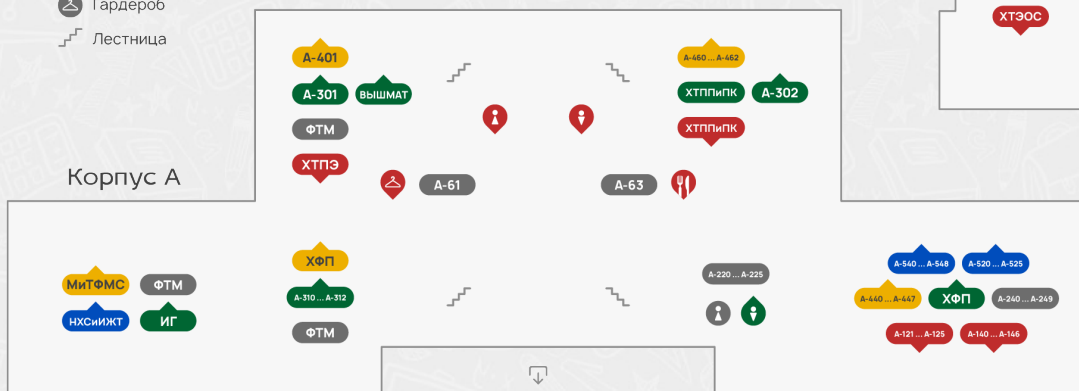 Гардероб
Лестница
ХТЭОС
А-401
А-460 ... А-462
А-301
ВЫШМАТ
ХТППиПК
А-302
ФТМ
ХТППиПК
ХТПЭ
Корпус А
А-61
А-63
ХФП
А-540 ... А-548
А-520 ... А-525
МиТФМС
ФТМ
А-310 ... А-312
А-220 ... А-225
А-440 ... А-447
ХФП
А-240 ... А-249
НХСиИЖТ
ИГ
ФТМ
А-121 ... А-125
А-140 ... А-146